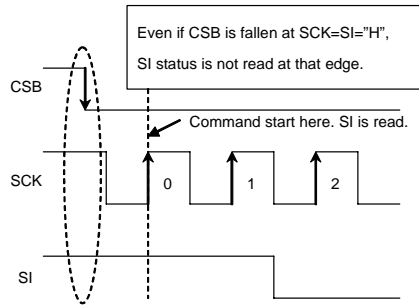 Even if CSB is fallen at SCK=SI="H",
SI status is not read at that edge.
CSB
Command start here. SI is read.
SCK
0
1
2
SI